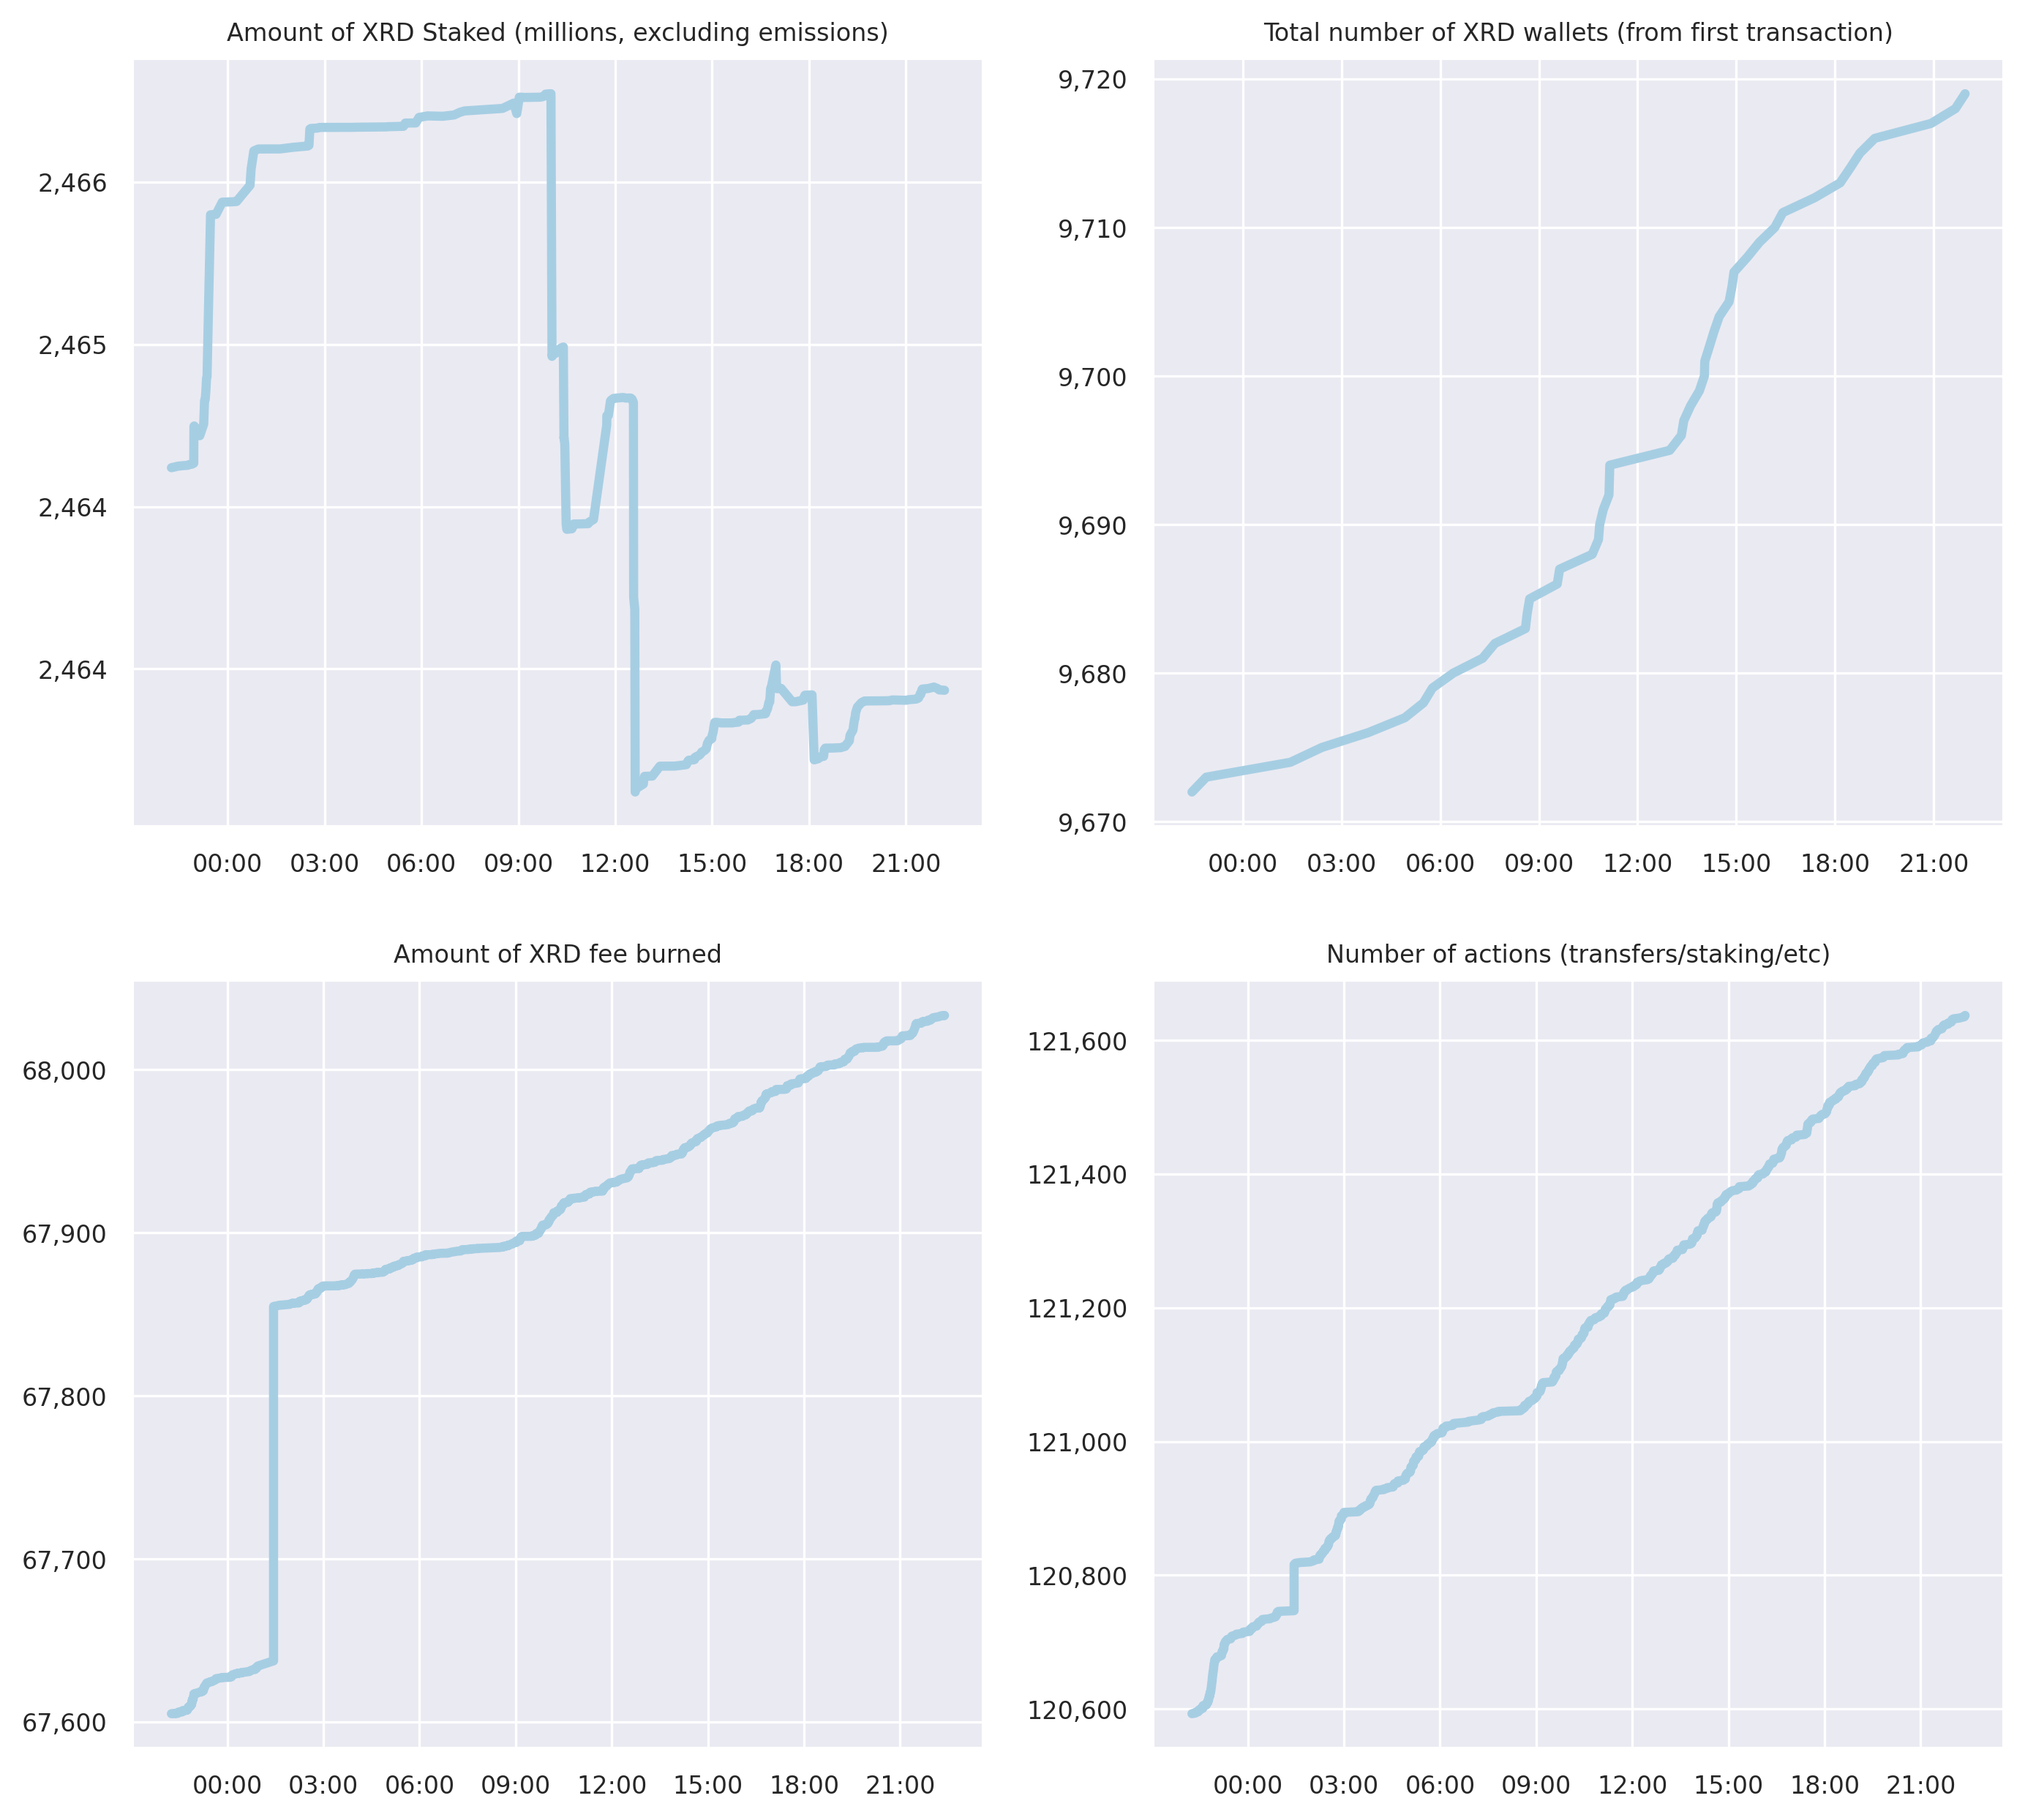 Amount of XRD Staked (millions, excluding emissions)
2,466
2,465
2,464
2,464
00:00 03:00 06:00 09:00 12:00 15:00 18:00 21:00
Total number of XRD wallets (from first transaction)
9,720
9,710
9,700
9,690
9,680
9,670
00:00 03:00 06:00 09:00 12:00 15:00 18:00 21:00
Amount of XRD fee burned
68,000
67,900
67,800
67,700
67,600
00:00 03:00 06:00 09:00 12:00 15:00 18:00 21:00
Number of actions (transfers/staking/etc)
121,600
121,400
121,200
121,000
120,800
120,600
00:00 03:00 06:00 09:00 12:00 15:00 18:00 21:00